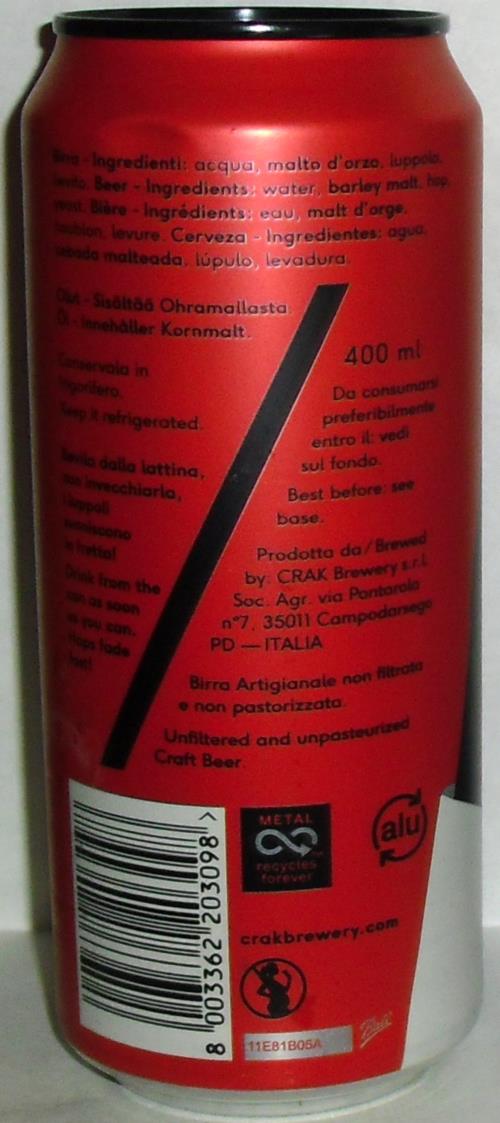 Birra - Ingredienti: acqua, malto d'orzo, luppolo,
lievito. Beer - Ingredients: water, barley malt, hop,
yeast. Bière - Ingrédients: eau, malt d'orge,
houblon, levure. Cerveza - Ingredientes: agua,
cebada malteada, lúpulo, levadura.
Olut - Sisältää Ohramallasta.
Öl - Innehåller Kornmalt.
Conservala in
frigorifero.
Keep it refrigerated.
Bevila dalla lattina,
non invecchiarla,
i luppoli
svaniscono
in fretta!
Drink from the
can as soon
as you can.
Hops fade
fast!
400 ml
Da consumarsi
preferibilmente
entro il: vedi
sul fondo.
Best before: see
base.
Prodotta da/Brewed
by: CRAK Brewery s.r.l.
Soc. Agr. via Pontarola
n°7, 35011 Campodarsego
PD — ITALIA
Birra Artigianale non filtrata
e non pastorizzata.
Unfiltered and unpasteurized
Craft Beer.
8 003362 203098 >
METAL
recycles
forever
alu
crakbrewery.com
11E81B05A
Ball